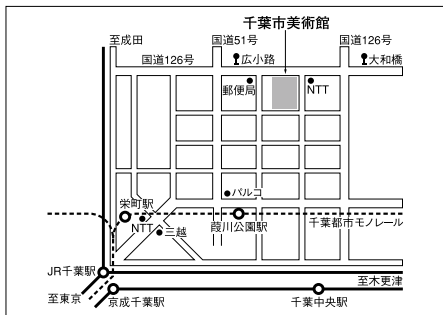 千葉市美術館
至成田
国道51号
国道126号
国道126号
広小路
大和橋
郵便局
NTT
パルコ
栄町駅
NTT
三越
葭川公園駅
千葉都市モノレール
JR千葉駅
至木更津
至東京
京成千葉駅
千葉中央駅